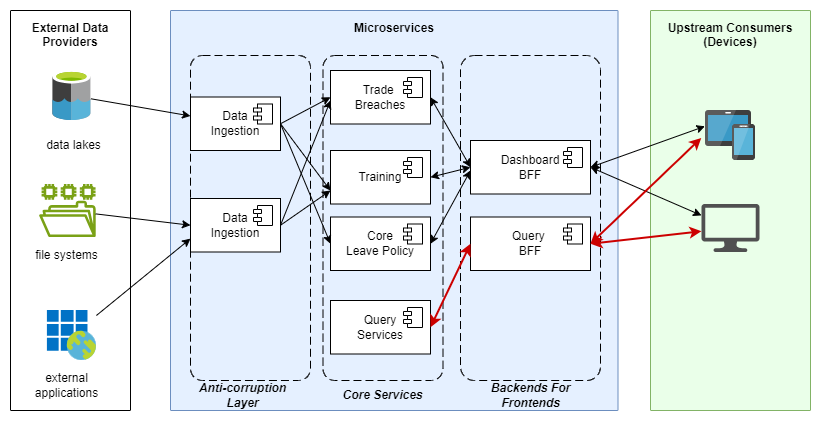 External Data
Providers
Microservices
Upstream Consumers
(Devices)
data lakes
file systems
external
applications
Data
Ingestion
Data
Ingestion
Anti-corruption
Layer
Trade
Breaches
Training
Core
Leave Policy
Query
Services
Core Services
Dashboard
BFF
Query
BFF
Backends For
Frontends